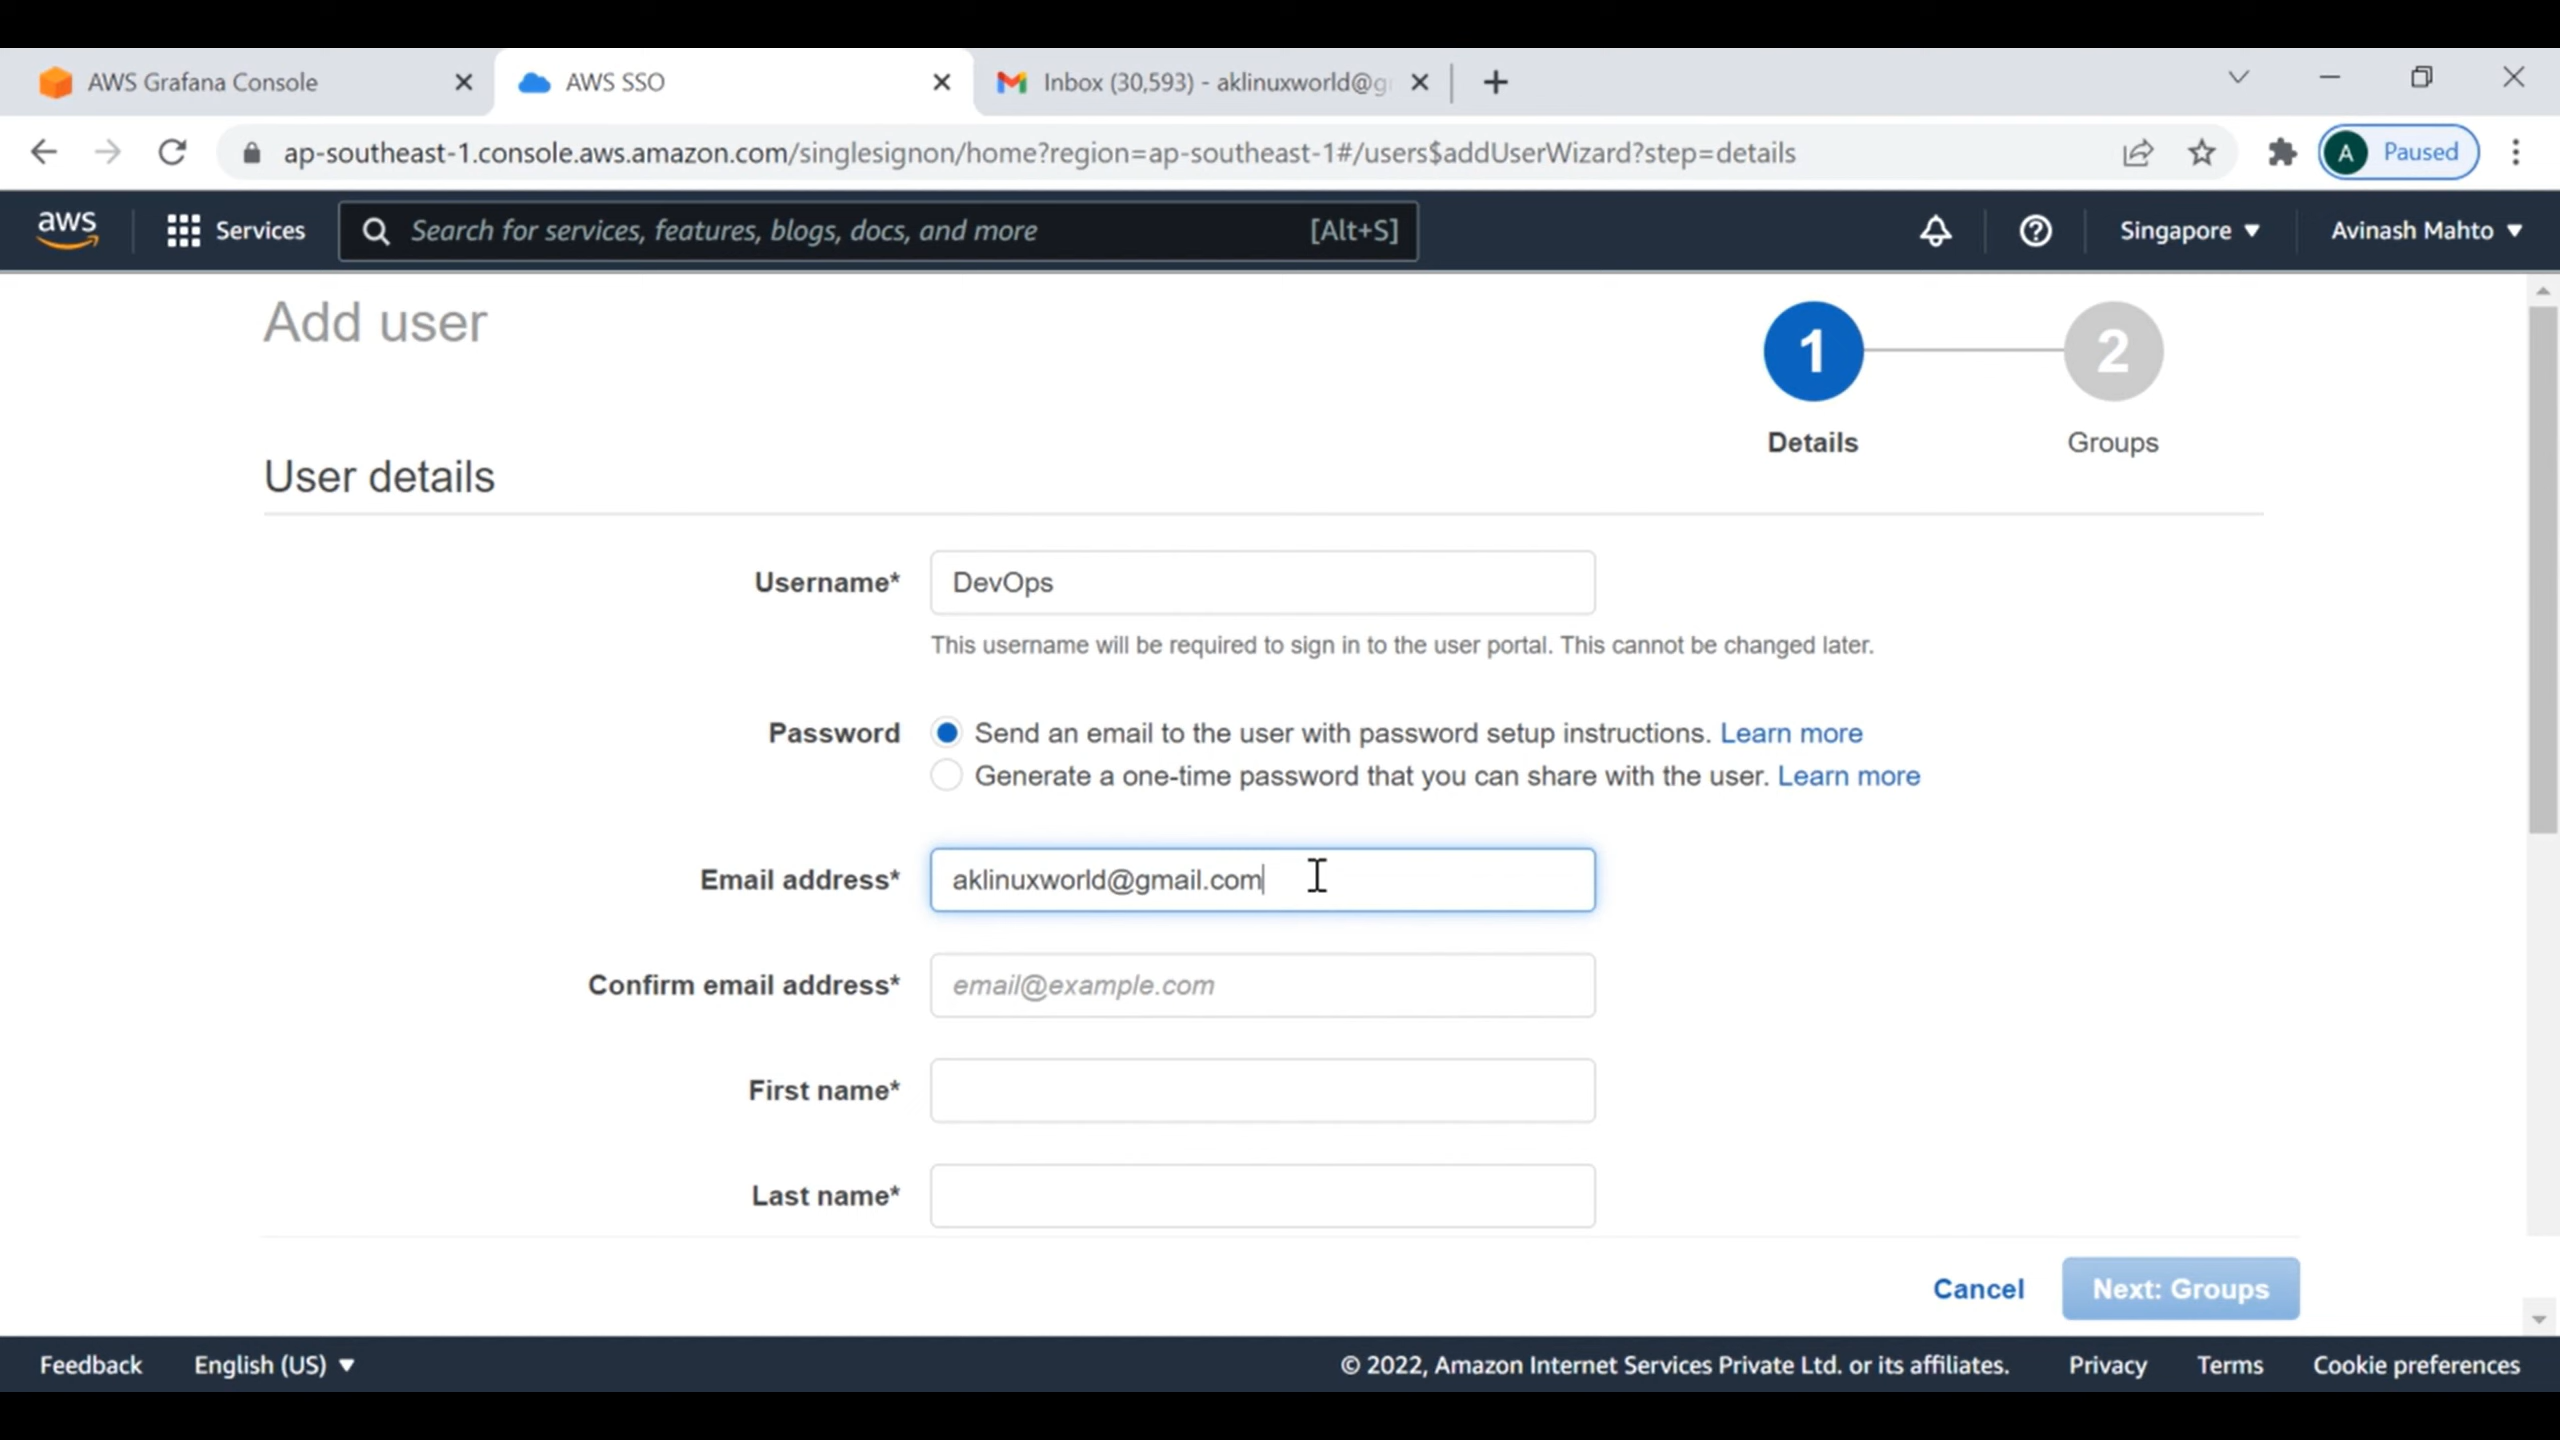 AWS Grafana Console
AWS SSO
Inbox (30,593) - aklinuxworld@g
ap-southeast-1.console.aws.amazon.com/singlesignon/home?region=ap-southeast-1#/users$addUserWizard?step=details
A Paused
aws
Services
Search for services, features, blogs, docs, and more [Alt+S]
Singapore
Avinash Mahto
Add user
1
2
Details
Groups
User details
Username*
DevOps
This username will be required to sign in to the user portal. This cannot be changed later.
Password
Send an email to the user with password setup instructions. Learn more
Generate a one-time password that you can share with the user. Learn more
Email address*
aklinuxworld@gmail.com
Confirm email address*
email@example.com
First name*
Last name*
Cancel
Next: Groups
Feedback
English (US)
© 2022, Amazon Internet Services Private Ltd. or its affiliates.
Privacy
Terms
Cookie preferences